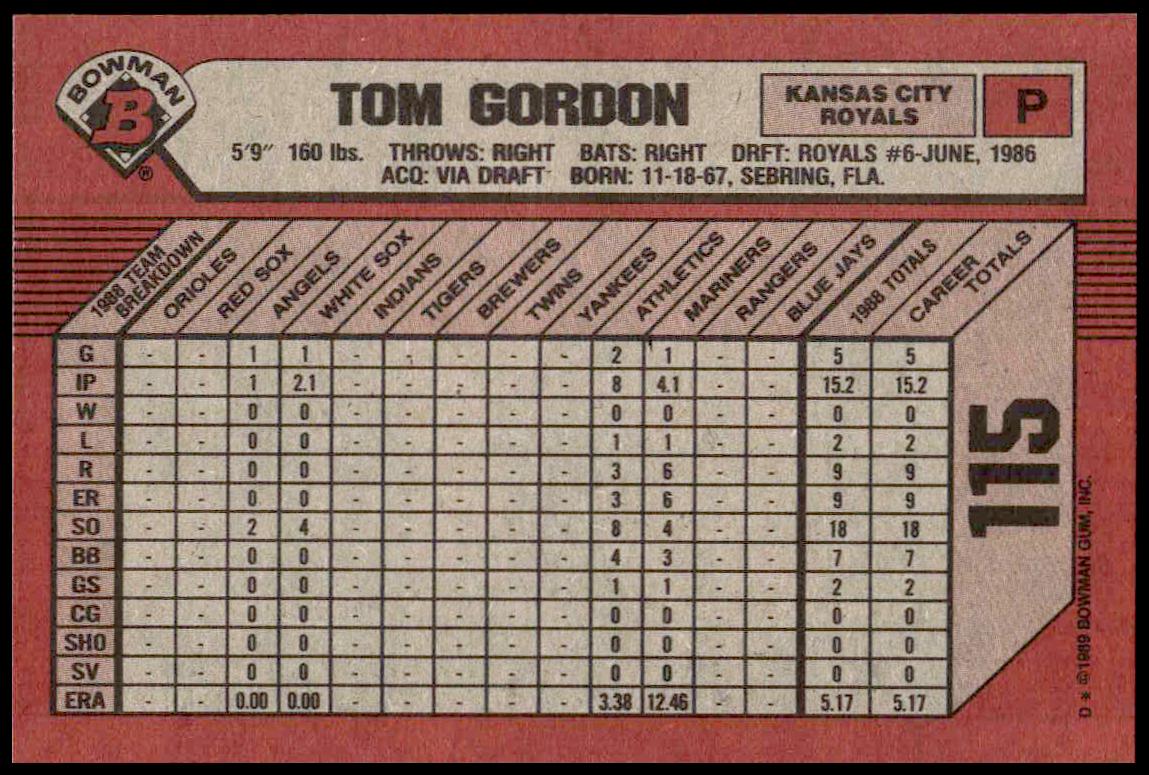 BOWMAN
B
®
TOM GORDON
KANSAS CITY
ROYALS
P
5'9" 160 lbs. THROWS: RIGHT BATS: RIGHT DRFT: ROYALS #6-JUNE, 1986
ACQ: VIA DRAFT BORN: 11-18-67, SEBRING, FLA.
1988 TEAM BREAKDOWN ORIOLES RED SOX ANGELS WHITE SOX INDIANS TIGERS BREWERS TWINS YANKEES ATHLETICS MARINERS RANGERS BLUE JAYS 1988 TOTALS CAREER TOTALS
G - - 1 1 - - - - - 2 1 - - 5 5
IP - - 1 2.1 - - - - - 8 4.1 - - 15.2 15.2
W - - 0 0 - - - - - 0 0 - - 0 0
L - - 0 0 - - - - - 1 1 - - 2 2
R - - 0 0 - - - - - 3 6 - - 9 9
ER - - 0 0 - - - - - 3 6 - - 9 9
SO - - 2 4 - - - - - 8 4 - - 18 18
BB - - 0 0 - - - - - 4 3 - - 7 7
GS - - 0 0 - - - - - 1 1 - - 2 2
CG - - 0 0 - - - - - 0 0 - - 0 0
SHO - - 0 0 - - - - - 0 0 - - 0 0
SV - - 0 0 - - - - - 0 0 - - 0 0
ERA - - 0.00 0.00 - - - - - 3.38 12.46 - - 5.17 5.17
115
D * ©1989 BOWMAN GUM, INC.